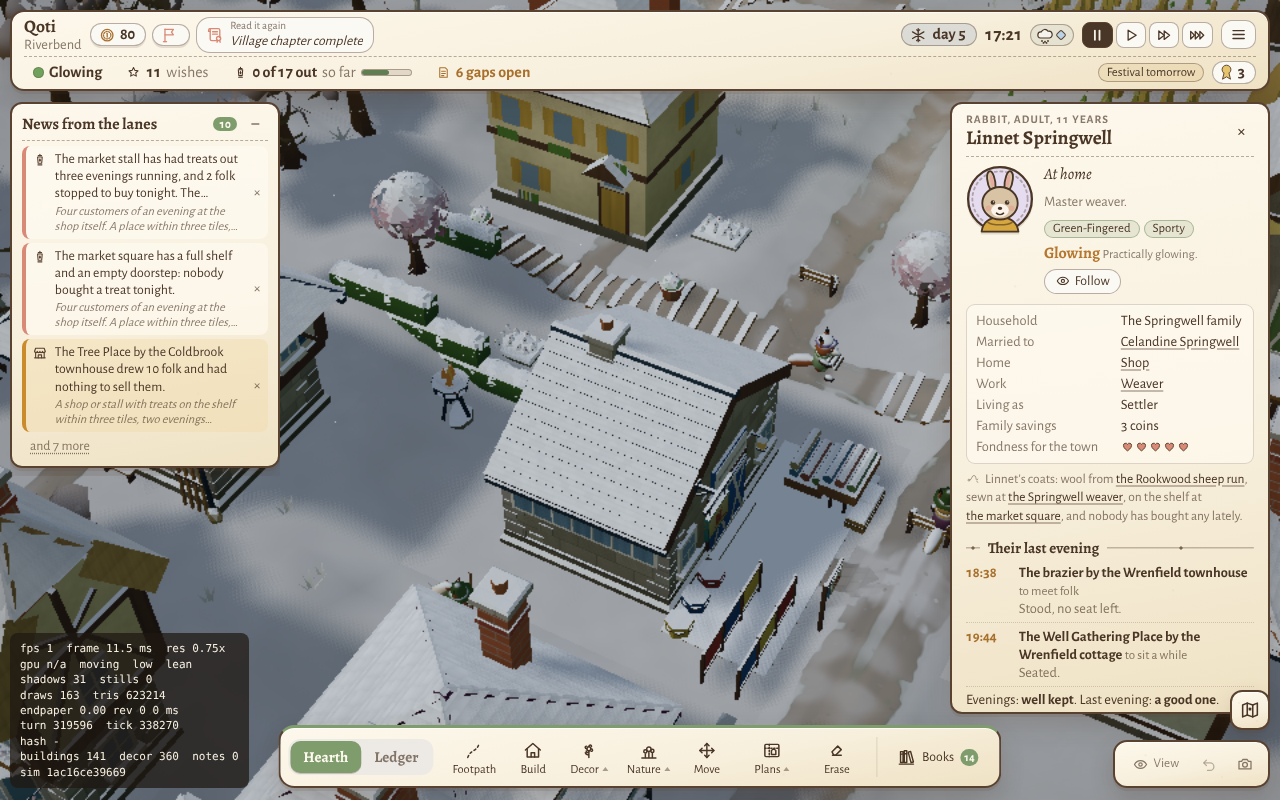 Qoti
Riverbend
80
Read it again
Village chapter complete
day 5
17:21
Glowing
11 wishes
0 of 17 out so far
6 gaps open
Festival tomorrow
3
News from the lanes
10
The market stall has had treats out
three evenings running, and 2 folk
stopped to buy tonight. The…
Four customers of an evening at the
shop itself. A place within three tiles,…
The market square has a full shelf
and an empty doorstep: nobody
bought a treat tonight.
Four customers of an evening at the
shop itself. A place within three tiles,…
The Tree Place by the Coldbrook
townhouse drew 10 folk and had
nothing to sell them.
A shop or stall with treats on the shelf
within three tiles, two evenings…
and 7 more
RABBIT, ADULT, 11 YEARS
Linnet Springwell
At home
Master weaver.
Green-Fingered
Sporty
Glowing Practically glowing.
Follow
Household The Springwell family
Married to Celandine Springwell
Home Shop
Work Weaver
Living as Settler
Family savings 3 coins
Fondness for the town
Linnet's coats: wool from the Rookwood sheep run,
sewn at the Springwell weaver, on the shelf at
the market square, and nobody has bought any lately.
Their last evening
18:38 The brazier by the Wrenfield townhouse
to meet folk
Stood, no seat left.
19:44 The Well Gathering Place by the
Wrenfield cottage to sit a while
Seated.
Evenings: well kept. Last evening: a good one.
fps 1 frame 11.5 ms res 0.75x
gpu n/a moving low lean
shadows 31 stills 0
draws 163 tris 623214
endpaper 0.00 rev 0 0 ms
turn 319596 tick 338270
hash -
buildings 141 decor 360 notes 0
sim 1ac16ce39669
Hearth
Ledger
Footpath
Build
Decor
Nature
Move
Plans
Erase
Books 14
View